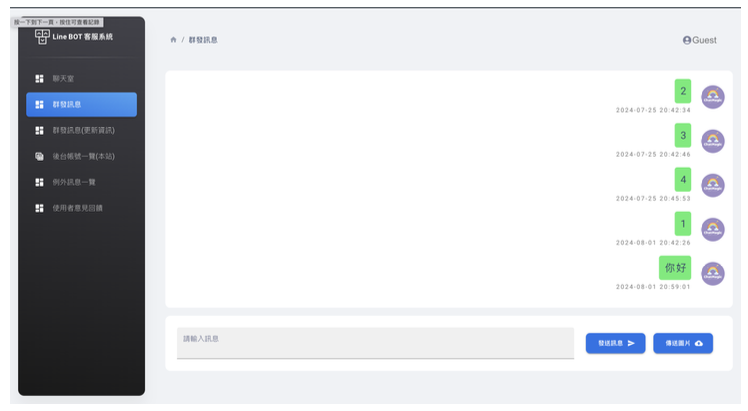 按一下到下一頁，按住可查看記錄
Line BOT 客服系統
/ 群發訊息
Guest
聊天室
群發訊息
群發訊息(更新資訊)
後台帳號一覽(本站)
例外訊息一覽
使用者意見回饋
2
2024-07-25 20:42:34
3
2024-07-25 20:42:46
4
2024-07-25 20:45:53
1
2024-08-01 20:42:26
你好
2024-08-01 20:59:01
請輸入訊息
發送訊息
傳送圖片